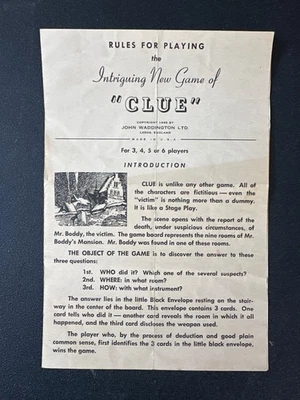 RULES FOR PLAYING
the
Intriguing New Game of
"CLUE"
COPYRIGHT 1949 BY
JOHN WADDINGTON LTD.
LEEDS, ENGLAND
MADE IN U.S.A.
For 3, 4, 5 or 6 players
INTRODUCTION
CLUE is unlike any other game. All of
the characters are fictitious — even
the "victim" is nothing more than a dummy.
it is like a Stage Play.
The scene opens with the report of the
death, under suspicious circumstances, of
Mr. Boddy, the victim. The game board represents the nine rooms of Mr.
Boddy's Mansion. Mr. Boddy was found in one of these rooms.
THE OBJECT OF THE GAME is to discover the answer to these
three questions:
1st. WHO did it? Which one of the several suspects?
2nd. WHERE: in what room?
3rd. HOW: with what instrument?
The answer lies in the little Black Envelope resting on the stair-
way in the center of the board. This envelope contains 3 cards. One
card tells who did it — another card reveals the room in which it all
happened, and the third card discloses the weapon used.
The player who, by the process of deduction and good plain
common sense, first identifies the 3 cards in the little black envelope,
wins the game.